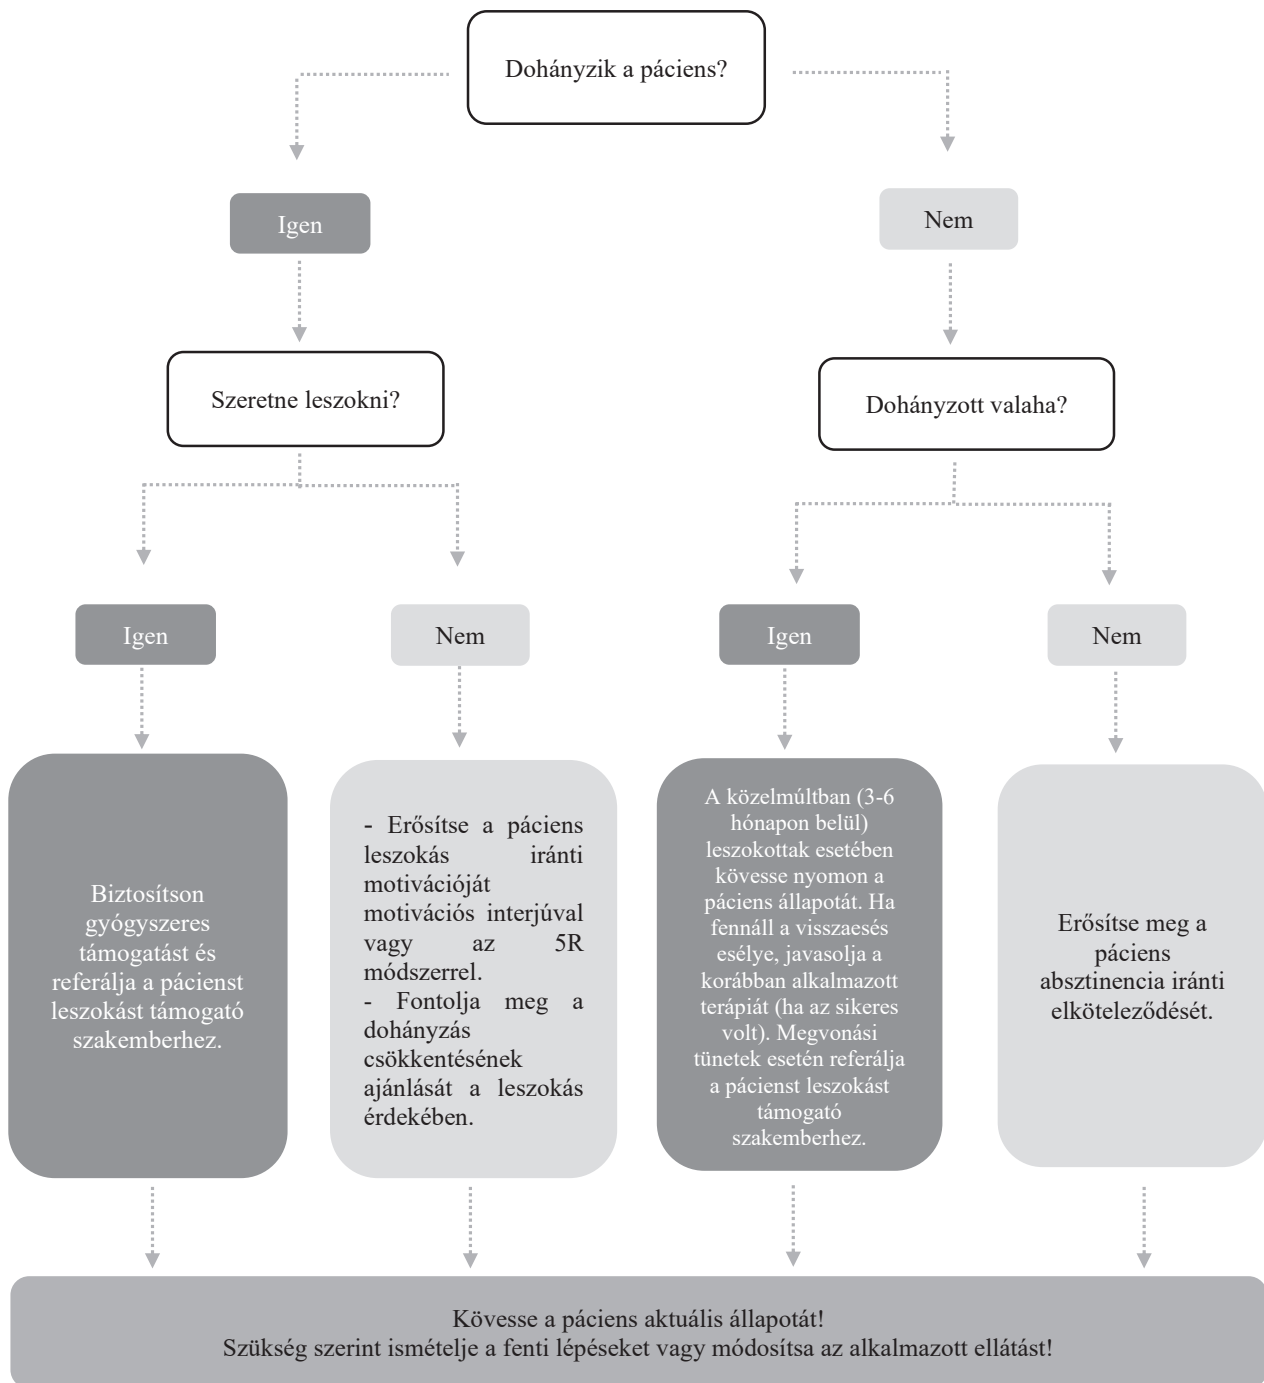 Dohányzik a páciens?
Igen
Nem
Szeretne leszokni?
Dohányzott valaha?
Igen
Nem
Igen
Nem
Biztosítson
gyógyszeres
támogatást és
referálja a pácienst
leszokást támogató
szakemberhez.
- Erősítse a páciens
leszokás iránti
motivációját
motivációs interjúval
vagy az 5R
módszerrel.
- Fontolja meg a
dohányzás
csökkentésének
ajánlását a leszokás
érdekében.
A közelmúltban (3-6
hónapon belül)
leszokottak esetében
kövesse nyomon a
páciens állapotát. Ha
fennáll a visszaesés
esélye, javasolja a
korábban alkalmazott
terápiát (ha az sikeres
volt). Megvonási
tünetek esetén referálja
a pácienst leszokást
támogató
szakemberhez.
Erősítse meg a
páciens
absztinencia iránti
elköteleződését.
Kövesse a páciens aktuális állapotát!
Szükség szerint ismételje a fenti lépéseket vagy módosítsa az alkalmazott ellátást!